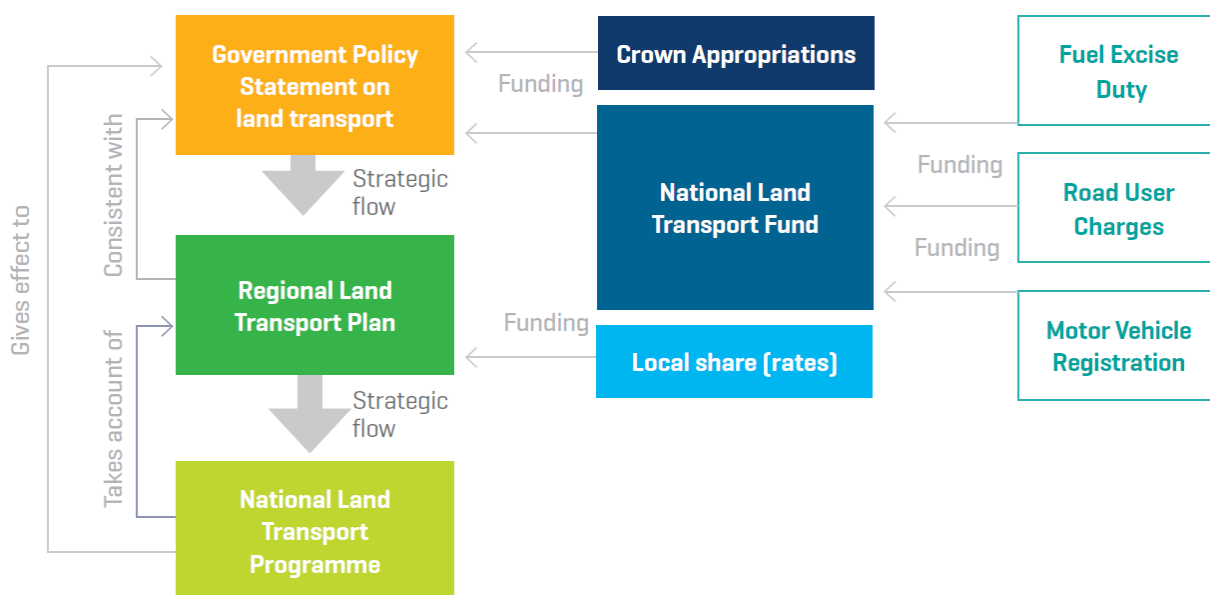 Government Policy
Statement on
land transport
Crown Appropriations
Fuel Excise
Duty
Funding
Consistent with
Strategic
flow
National Land
Transport Fund
Funding
Road User
Charges
Funding
Gives effect to
Regional Land
Transport Plan
Funding
Takes account of
Local share (rates)
Motor Vehicle
Registration
Strategic
flow
National Land
Transport
Programme